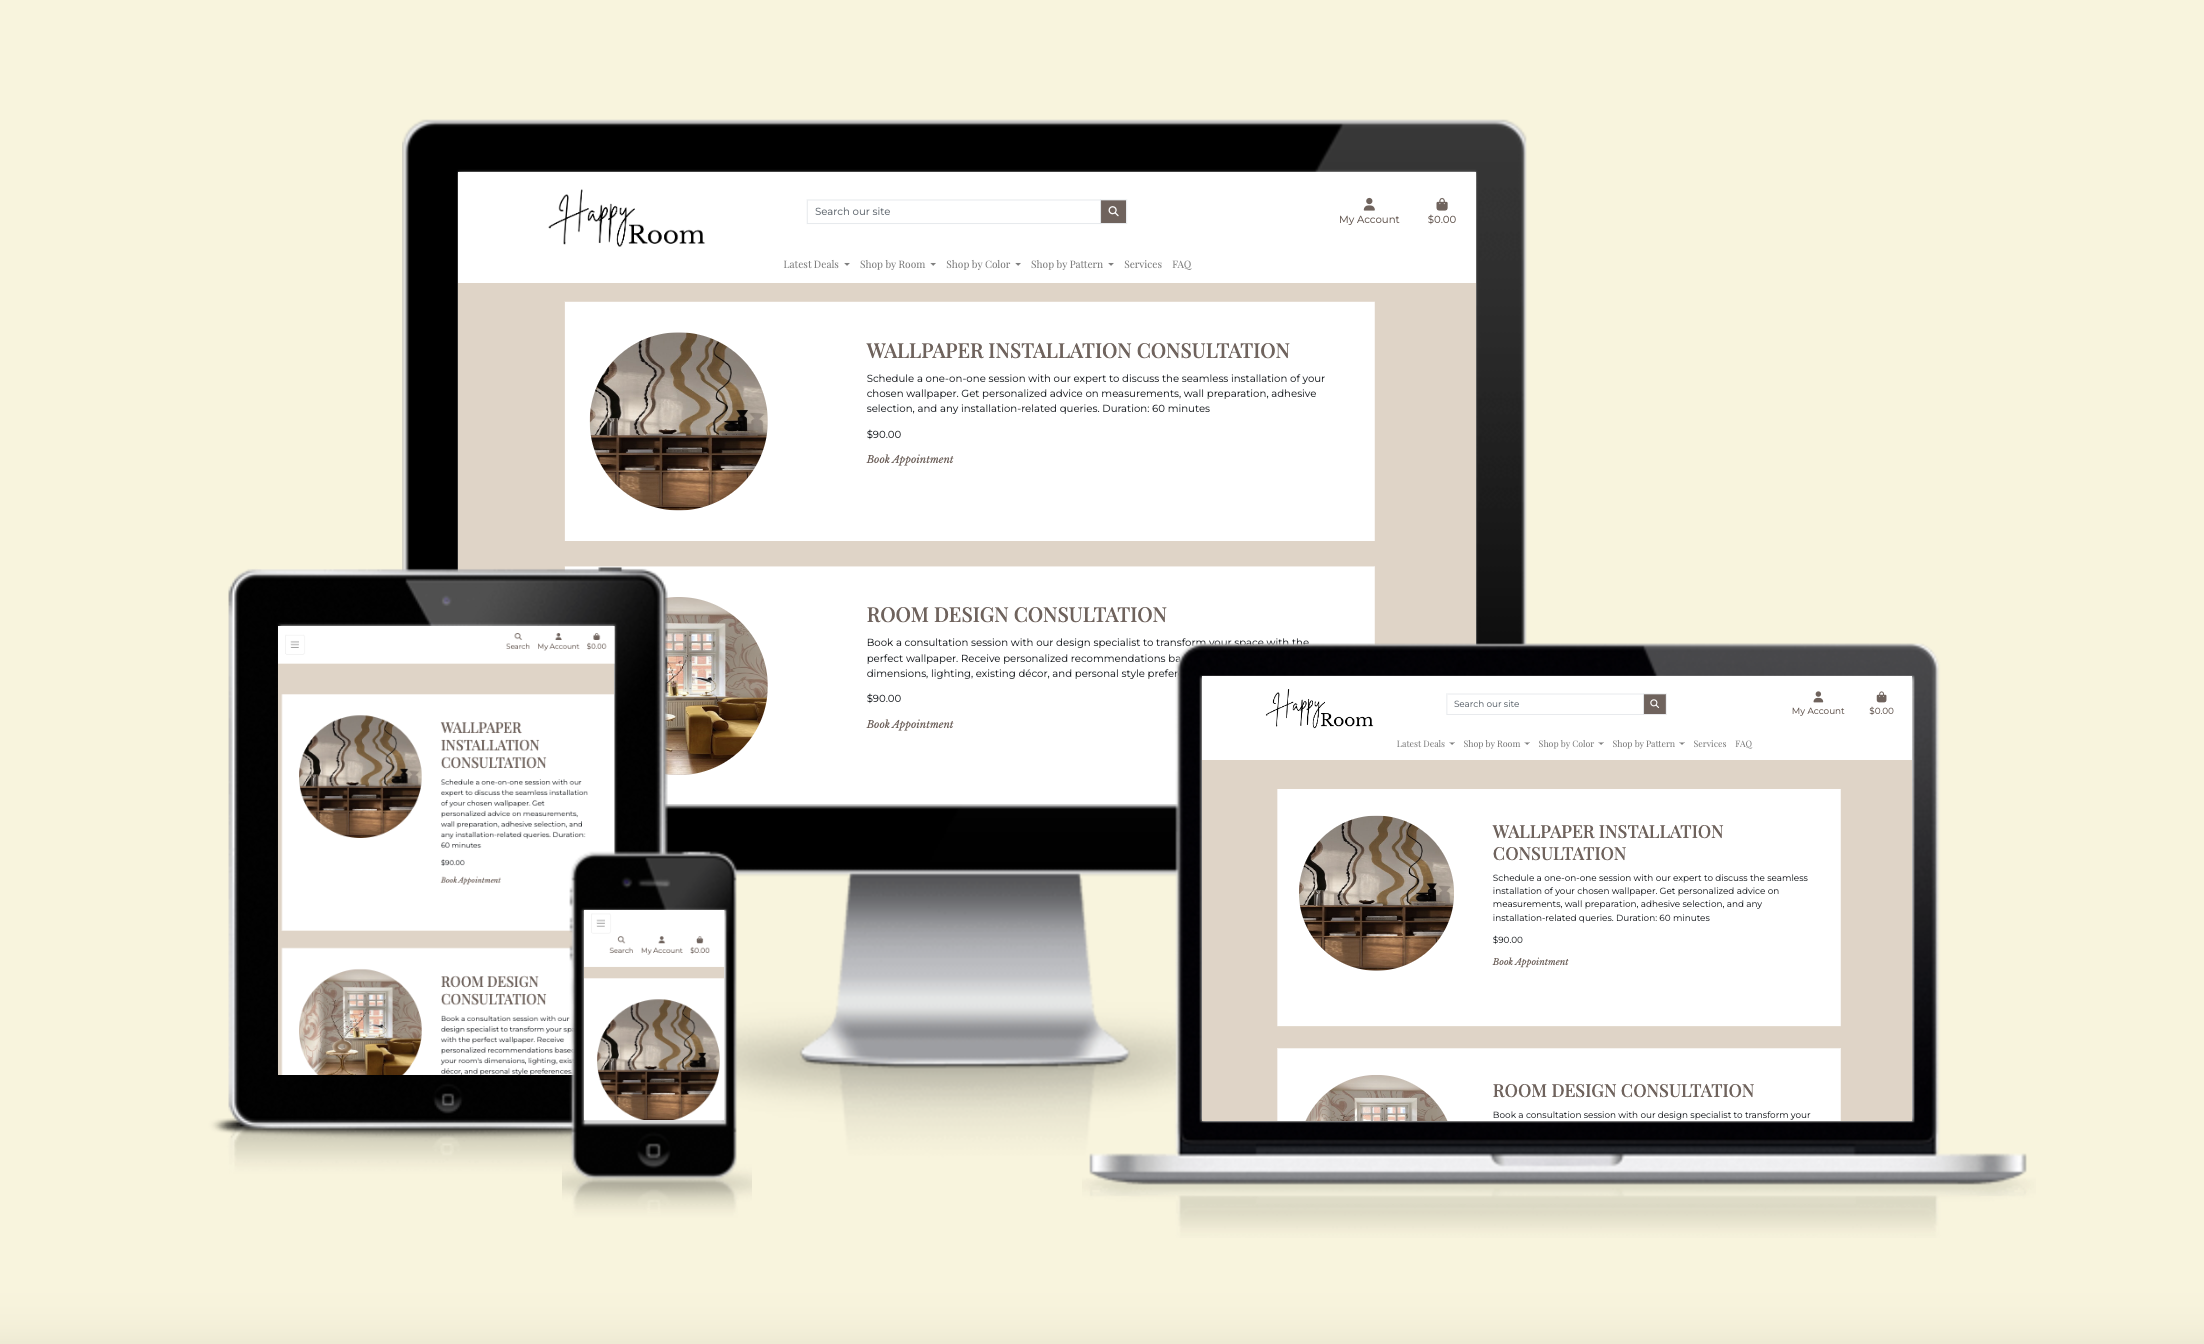 Happy
Room
Search our site
My Account
$0.00
Latest Deals
Shop by Room
Shop by Color
Shop by Pattern
Services
FAQ
WALLPAPER INSTALLATION CONSULTATION
Schedule a one-on-one session with our expert to discuss the seamless installation of your
chosen wallpaper. Get personalized advice on measurements, wall preparation, adhesive
selection, and any installation-related queries. Duration: 60 minutes
$90.00
Book Appointment
ROOM DESIGN CONSULTATION
Book a consultation session with our design specialist to transform your space with the
perfect wallpaper. Receive personalized recommendations ba
dimensions, lighting, existing décor, and personal style prefer
$90.00
Book Appointment
Search
My Account
$0.00
WALLPAPER
INSTALLATION
CONSULTATION
Schedule a one-on-one session with our
expert to discuss the seamless installation
of your chosen wallpaper. Get
personalized advice on measurements,
wall preparation, adhesive selection, and
any installation-related queries. Duration:
60 minutes
$90.00
Book Appointment
ROOM DESIGN
CONSULTATION
Book a consultation session with our
design specialist to transform your sp
with the perfect wallpaper. Receive
personalized recommendations base
your room's dimensions, lighting, exis
décor, and personal style preferences
Search
My Account
$0.00
Happy
Room
Search our site
My Account
$0.00
Latest Deals
Shop by Room
Shop by Color
Shop by Pattern
Services
FAQ
WALLPAPER INSTALLATION
CONSULTATION
Schedule a one-on-one session with our expert to discuss the seamless
installation of your chosen wallpaper. Get personalized advice on
measurements, wall preparation, adhesive selection, and any
installation-related queries. Duration: 60 minutes
$90.00
Book Appointment
ROOM DESIGN CONSULTATION
Book a consultation session with our design specialist to transform your